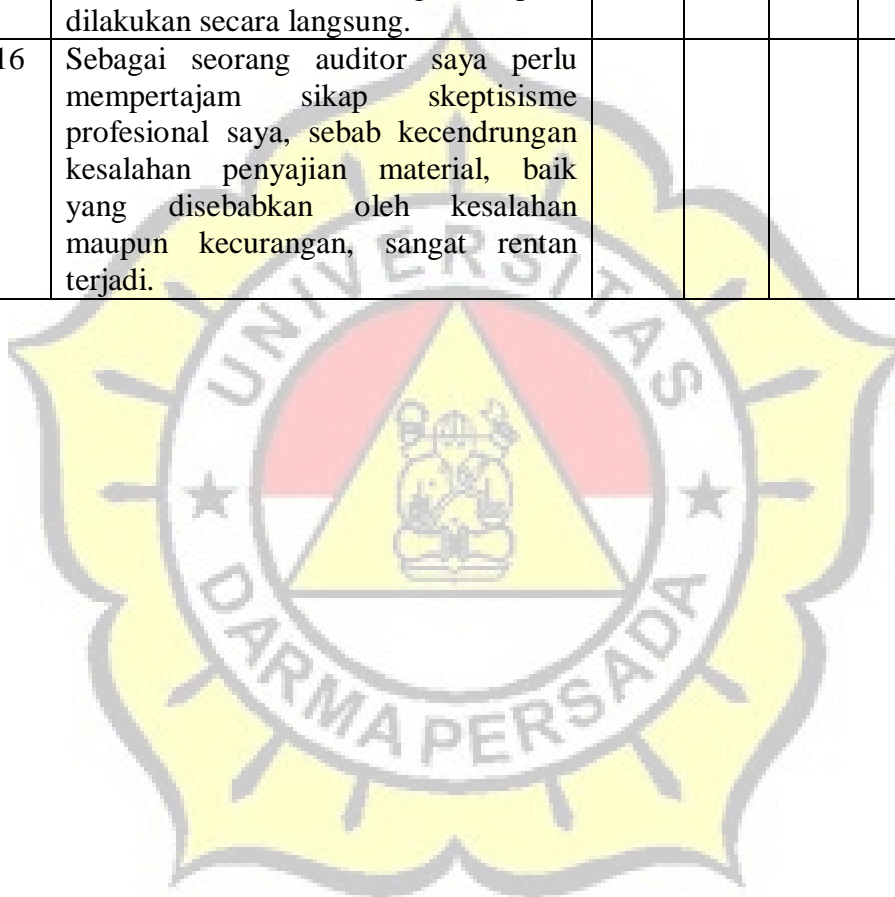 dilakukan secara langsung.
16 Sebagai seorang auditor saya perlu
mempertajam sikap skeptisisme
profesional saya, sebab kecendrungan
kesalahan penyajian material, baik
yang disebabkan oleh kesalahan
maupun kecurangan, sangat rentan
terjadi.
UNIVERSITAS
DARMA PERSADA